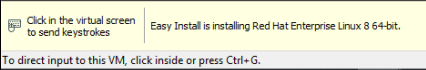 Click in the virtual screen
to send keystrokes
Easy Install is installing Red Hat Enterprise Linux 8 64-bit.
To direct input to this VM, click inside or press Ctrl+G.